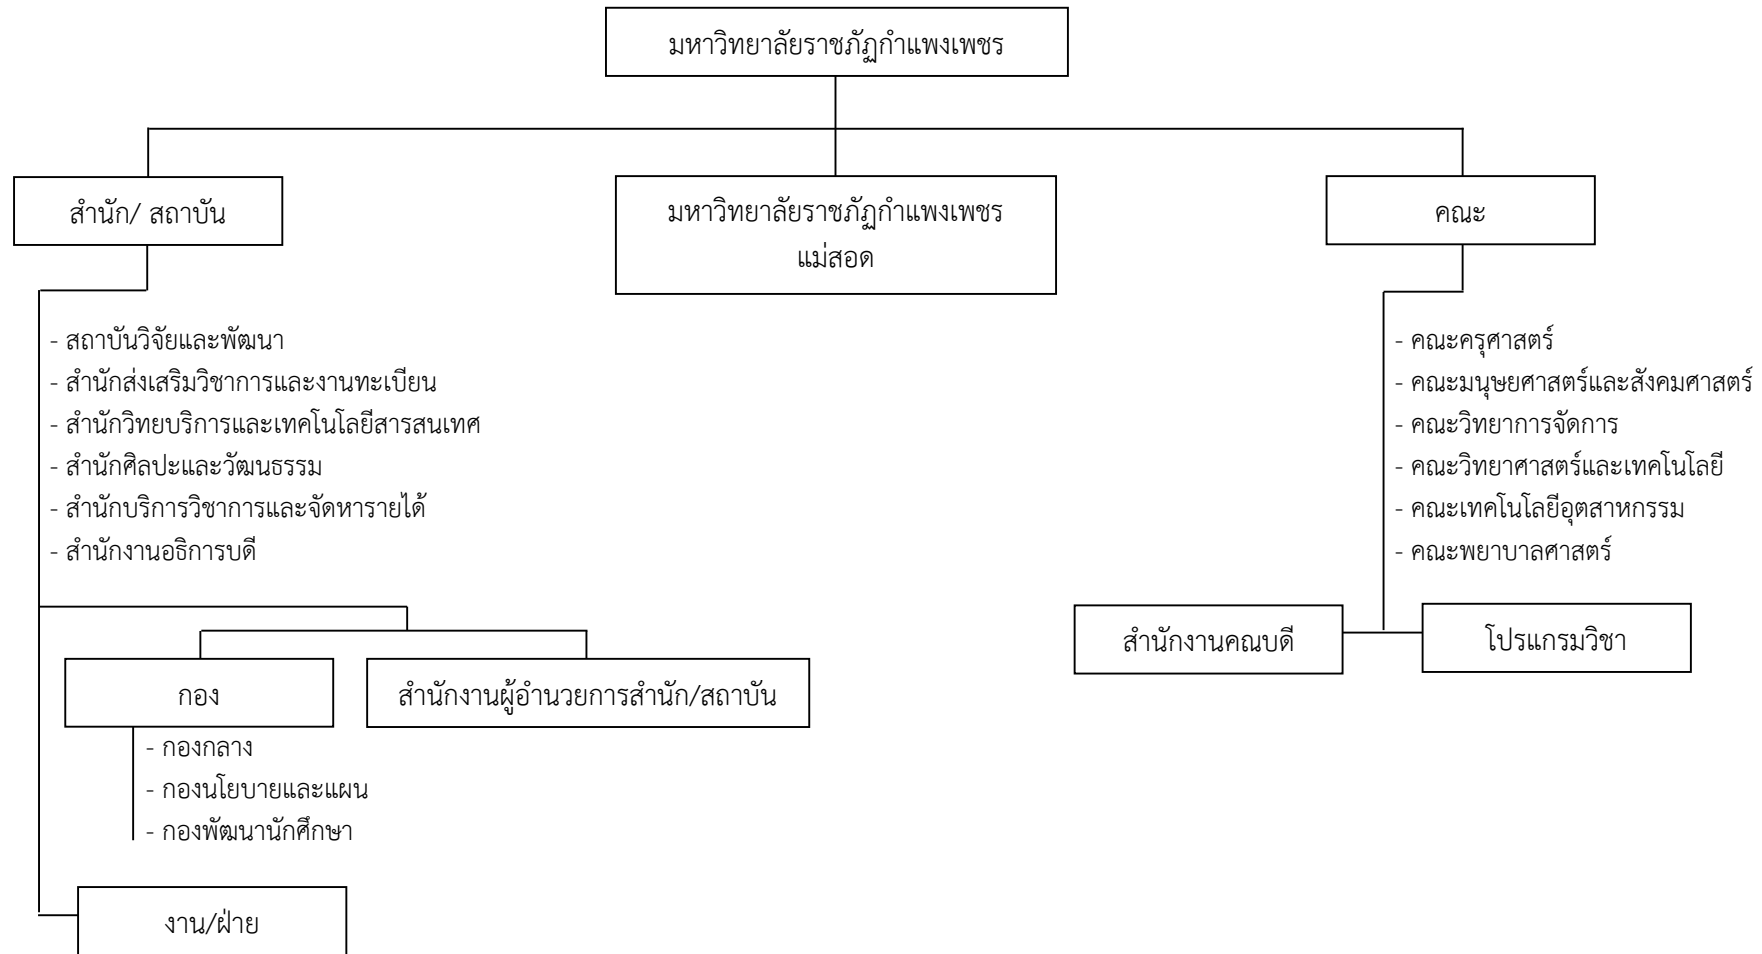 มหาวิทยาลัยราชภัฏกำแพงเพชร
สำนัก/ สถาบัน
มหาวิทยาลัยราชภัฏกำแพงเพชร
แม่สอด
คณะ
- สถาบันวิจัยและพัฒนา
- สำนักส่งเสริมวิชาการและงานทะเบียน
- สำนักวิทยบริการและเทคโนโลยีสารสนเทศ
- สำนักศิลปะและวัฒนธรรม
- สำนักบริการวิชาการและจัดหารายได้
- สำนักงานอธิการบดี
- คณะครุศาสตร์
- คณะมนุษยศาสตร์และสังคมศาสตร์
- คณะวิทยาการจัดการ
- คณะวิทยาศาสตร์และเทคโนโลยี
- คณะเทคโนโลยีอุตสาหกรรม
- คณะพยาบาลศาสตร์
สำนักงานคณบดี
โปรแกรมวิชา
กอง
สำนักงานผู้อำนวยการสำนัก/สถาบัน
- กองกลาง
- กองนโยบายและแผน
- กองพัฒนานักศึกษา
งาน/ฝ่าย